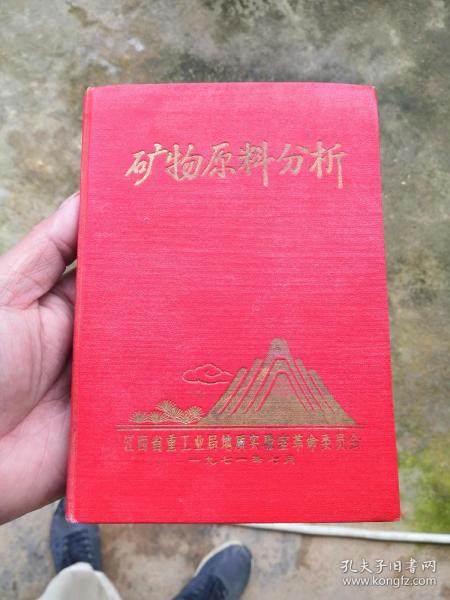 矿物原料分析
江西省重工业局地质实验室革命委员会
一九七一年七月
孔夫子旧书网
www.kongfz.com